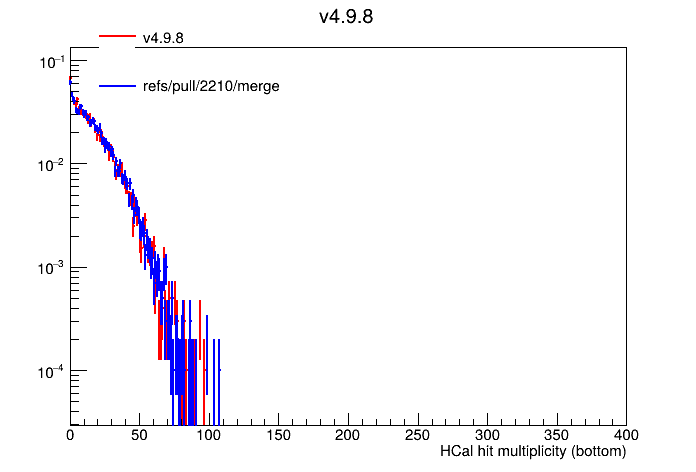 v4.9.8
v4.9.8
refs/pull/2210/merge
10⁻¹
10⁻²
10⁻³
10⁻⁴
0 50 100 150 200 250 300 350 400
HCal hit multiplicity (bottom)